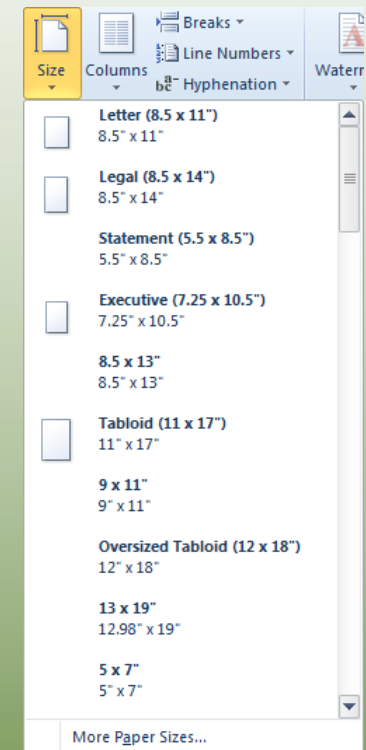 Breaks
Line Numbers
Size
Columns
Hyphenation
Letter (8.5 x 11")
8.5" x 11"
Legal (8.5 x 14")
8.5" x 14"
Statement (5.5 x 8.5")
5.5" x 8.5"
Executive (7.25 x 10.5")
7.25" x 10.5"
8.5 x 13"
8.5" x 13"
Tabloid (11 x 17")
11" x 17"
9 x 11"
9" x 11"
Oversized Tabloid (12 x 18")
12" x 18"
13 x 19"
12.98" x 19"
5 x 7"
5" x 7"
More Paper Sizes...